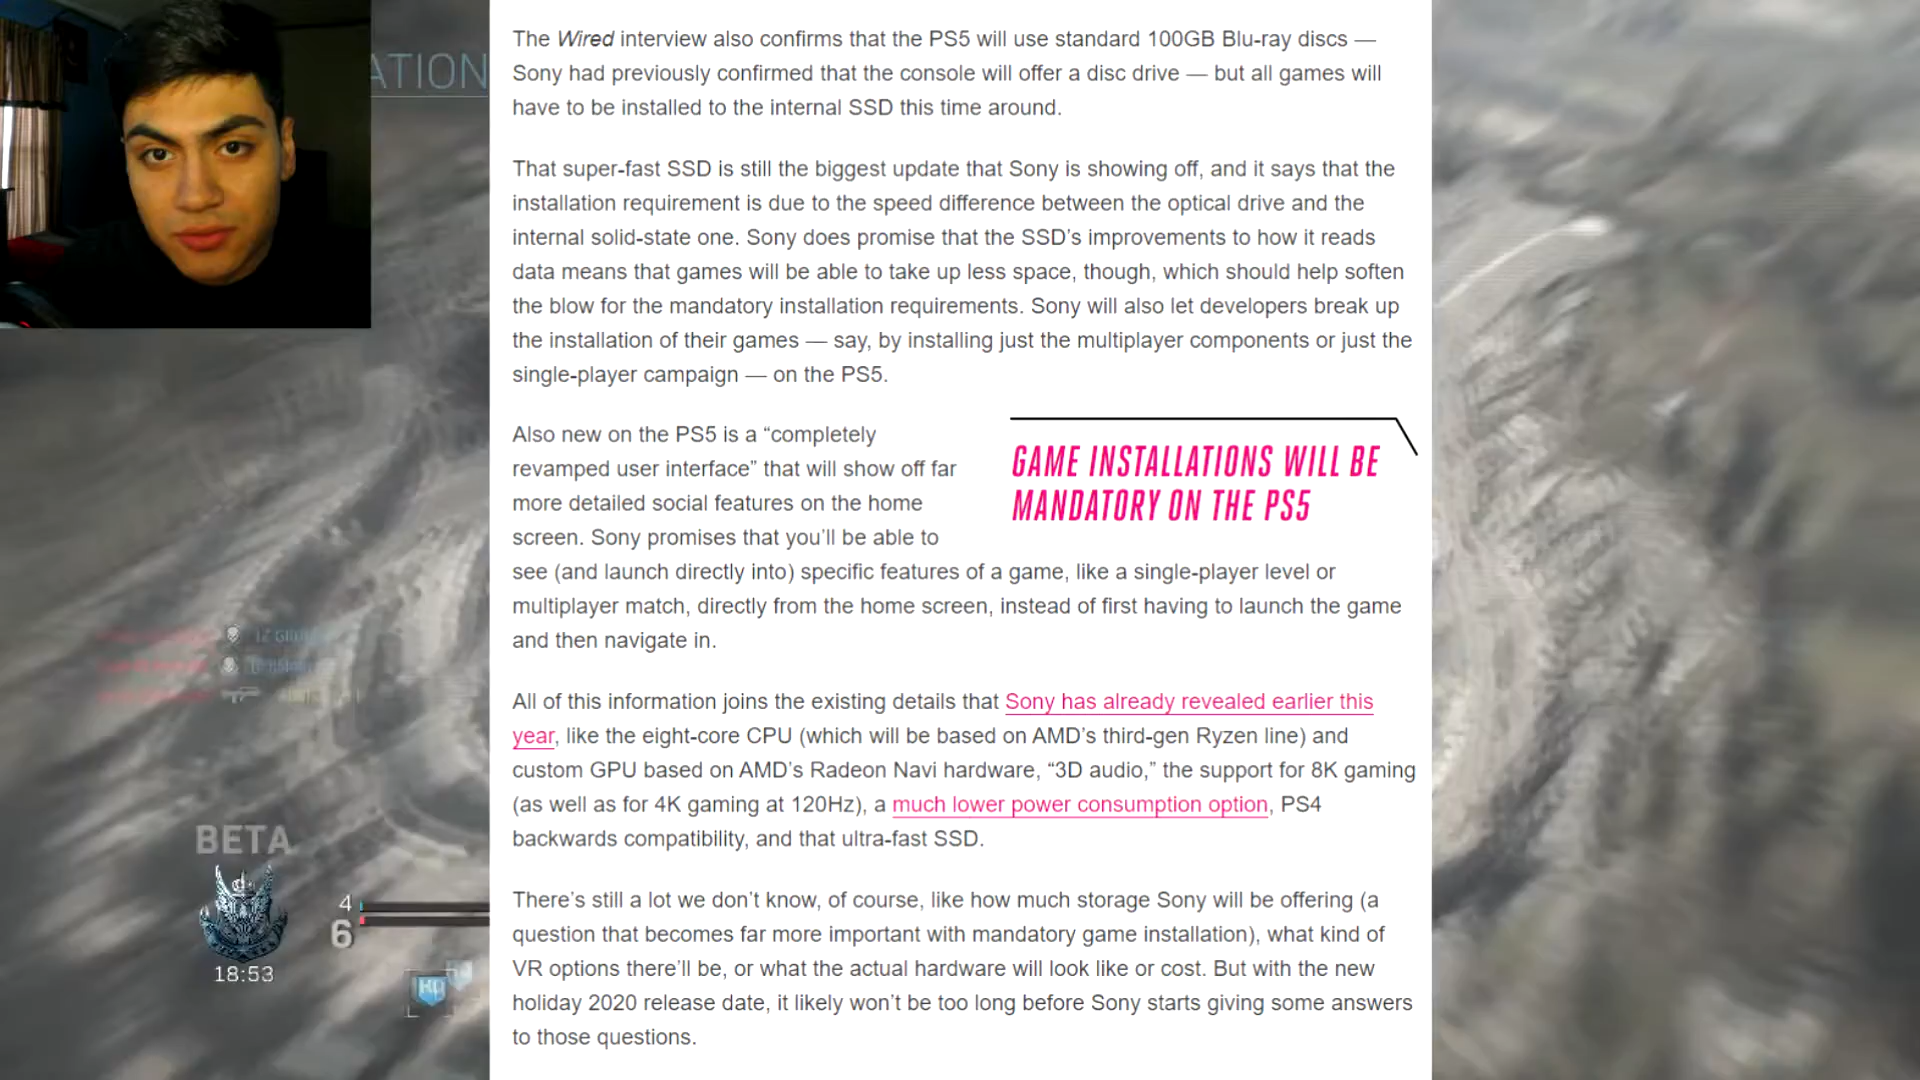 ATION
The Wired interview also confirms that the PS5 will use standard 100GB Blu-ray discs —
Sony had previously confirmed that the console will offer a disc drive — but all games will
have to be installed to the internal SSD this time around.
That super-fast SSD is still the biggest update that Sony is showing off, and it says that the
installation requirement is due to the speed difference between the optical drive and the
internal solid-state one. Sony does promise that the SSD’s improvements to how it reads
data means that games will be able to take up less space, though, which should help soften
the blow for the mandatory installation requirements. Sony will also let developers break up
the installation of their games — say, by installing just the multiplayer components or just the
single-player campaign — on the PS5.
Also new on the PS5 is a “completely
revamped user interface” that will show off far
more detailed social features on the home
screen. Sony promises that you’ll be able to
see (and launch directly into) specific features of a game, like a single-player level or
multiplayer match, directly from the home screen, instead of first having to launch the game
and then navigate in.
GAME INSTALLATIONS WILL BE
MANDATORY ON THE PS5
All of this information joins the existing details that Sony has already revealed earlier this
year, like the eight-core CPU (which will be based on AMD’s third-gen Ryzen line) and
custom GPU based on AMD’s Radeon Navi hardware, “3D audio,” the support for 8K gaming
(as well as for 4K gaming at 120Hz), a much lower power consumption option, PS4
backwards compatibility, and that ultra-fast SSD.
There’s still a lot we don’t know, of course, like how much storage Sony will be offering (a
question that becomes far more important with mandatory game installation), what kind of
VR options there’ll be, or what the actual hardware will look like or cost. But with the new
holiday 2020 release date, it likely won’t be too long before Sony starts giving some answers
to those questions.
BETA
4
6
18:53